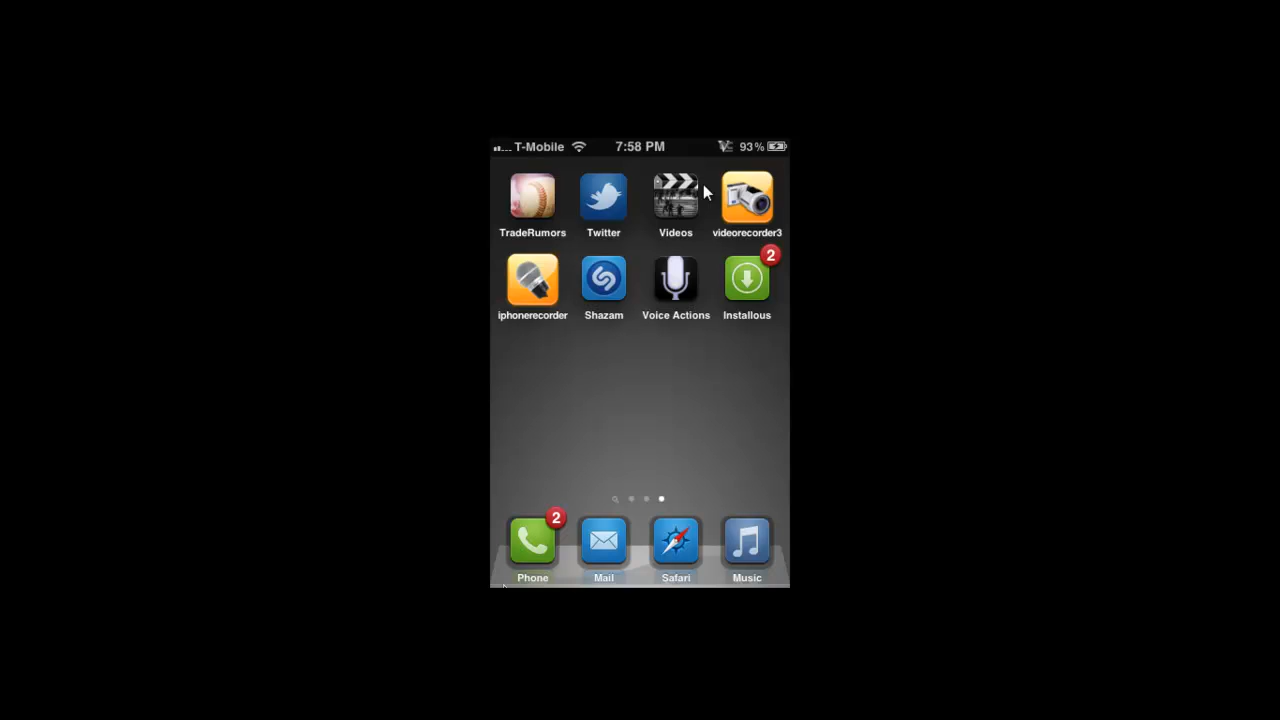 T-Mobile 7:58 PM 93%
TradeRumors Twitter Videos videorecorder3
2
iphonerecorder Shazam Voice Actions Installous
2
Phone Mail Safari Music